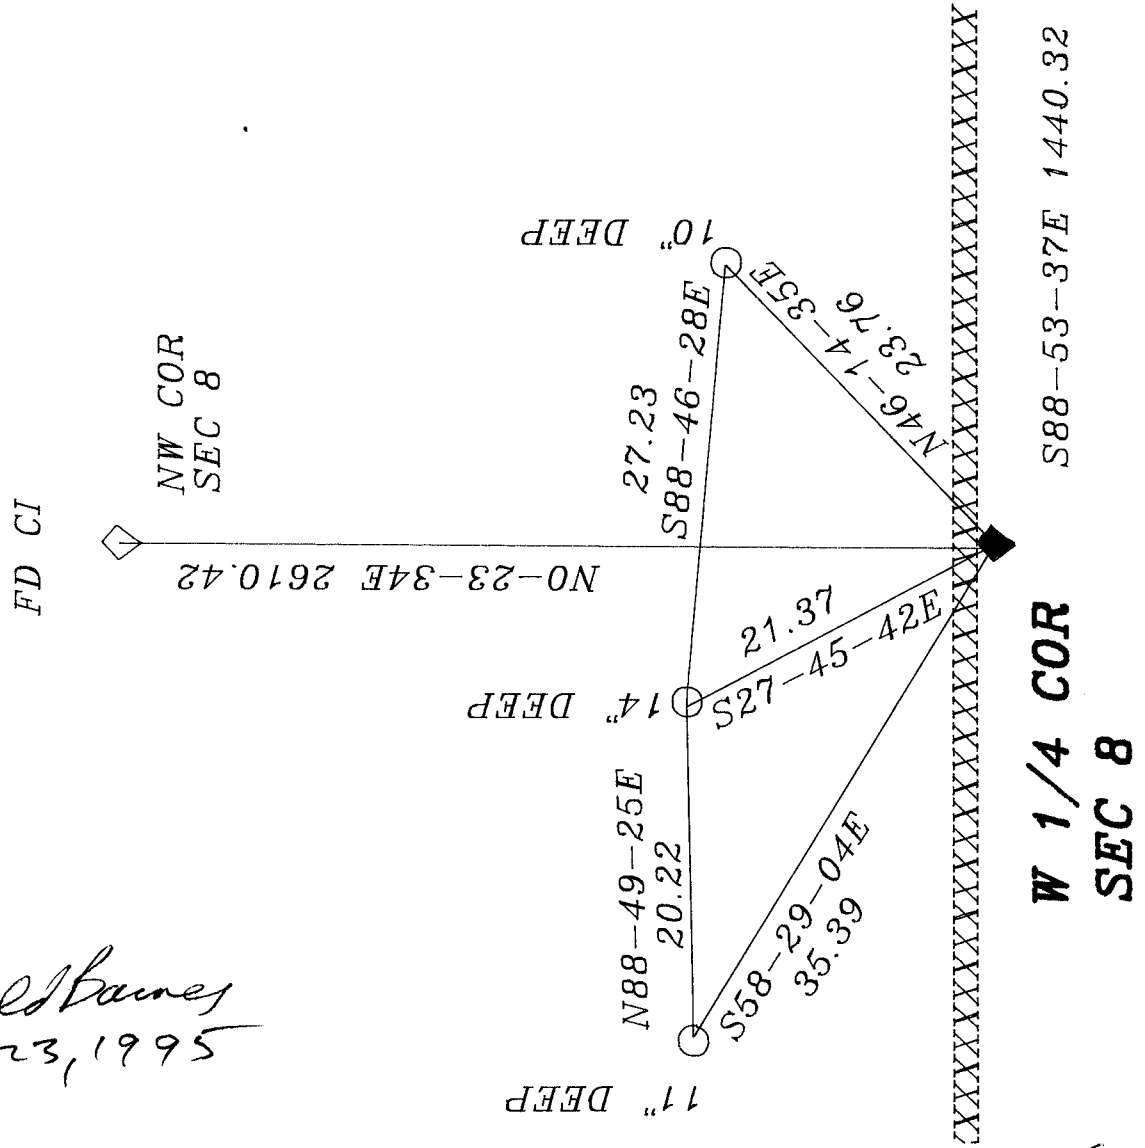 FD CI
NW COR
SEC 8
N0-23-34E 2610.42
10" DEEP
27.23
S88-46-28E
N46-14-35E
23.76
14" DEEP
21.37
S27-45-42E
N88-49-25E
20.22
S58-29-04E
35.39
11" DEEP
S88-53-37E 1440.32
W 1/4 COR
SEC 8
Barnes
23, 1995